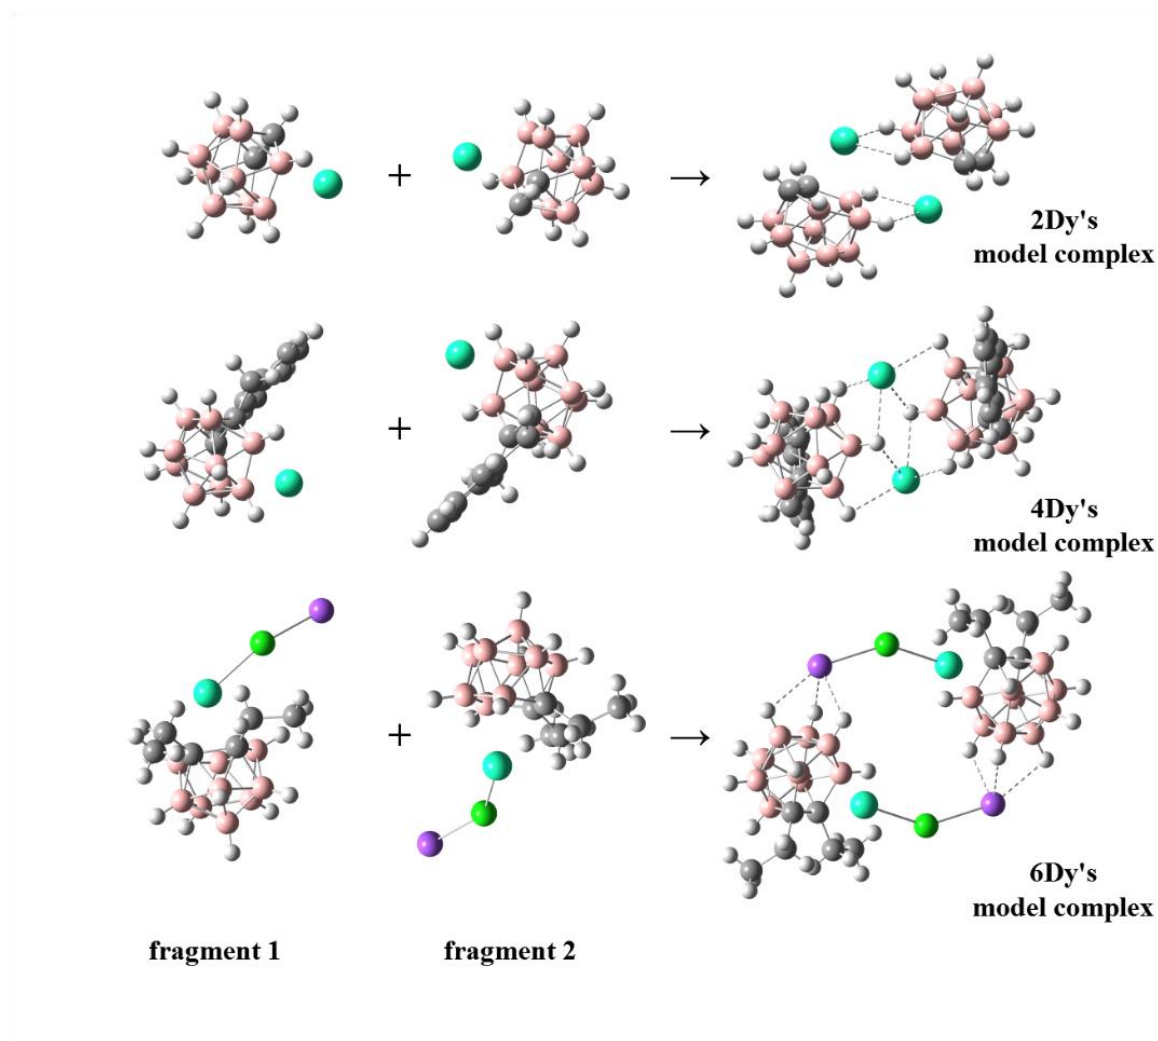 + →
2Dy's
model complex
+ →
4Dy's
model complex
+ →
6Dy's
model complex
fragment 1 fragment 2